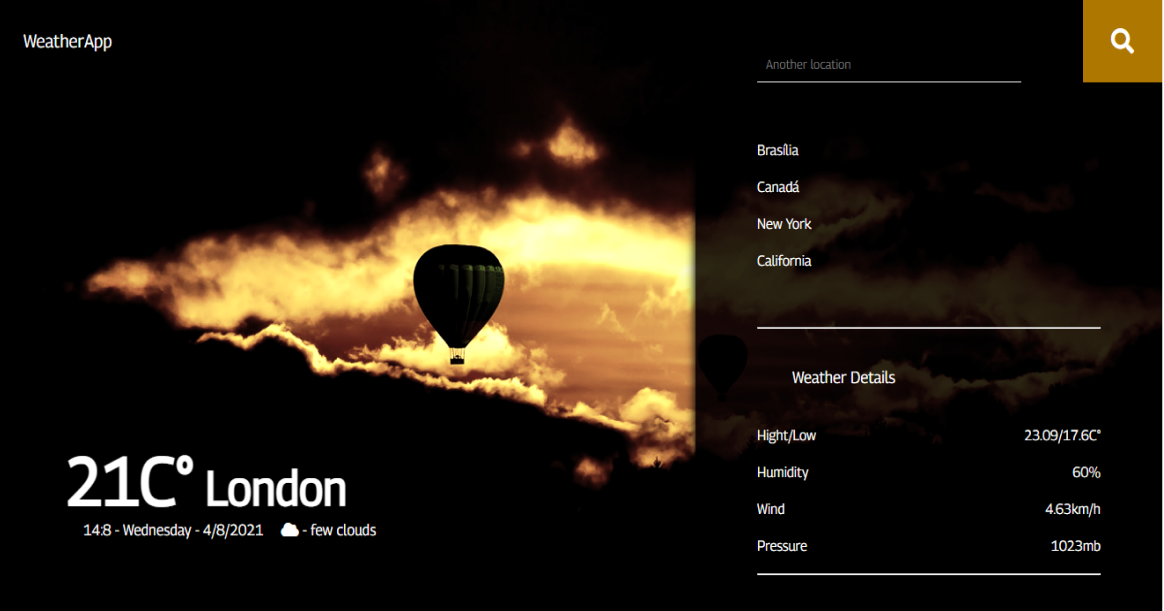 WeatherApp
Another location
Brasília
Canadá
New York
California
Weather Details
Hight/Low 23.09/17.6C°
Humidity 60%
Wind 4.63km/h
Pressure 1023mb
21C° London
14:8 - Wednesday - 4/8/2021 - few clouds